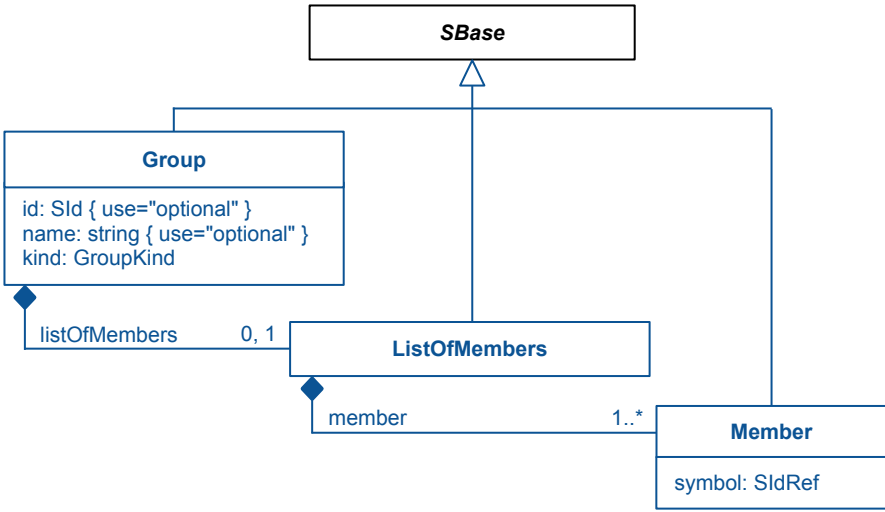 SBase
Group
id: SId { use="optional" }
name: string { use="optional" }
kind: GroupKind
listOfMembers 0, 1
ListOfMembers
member 1..*
Member
symbol: SIdRef